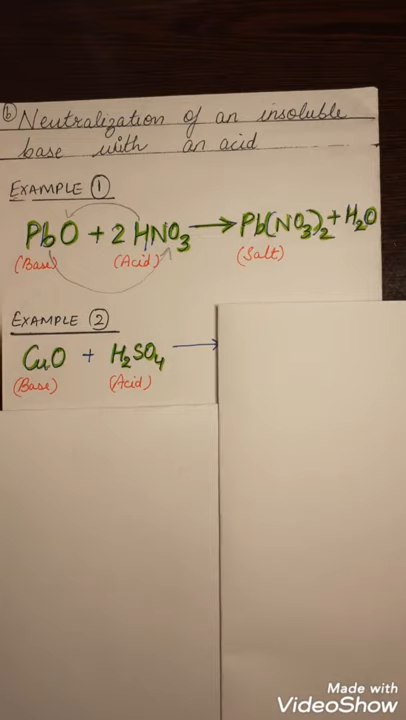 (b) Neutralization of an insoluble
base with an acid
EXAMPLE (1)
PbO + 2 HNO₃ → Pb(NO₃)₂ + H₂O
(Base) (Acid) (Salt)
EXAMPLE (2)
CuO + H₂SO₄ →
(Base) (Acid)
Made with
VideoShow